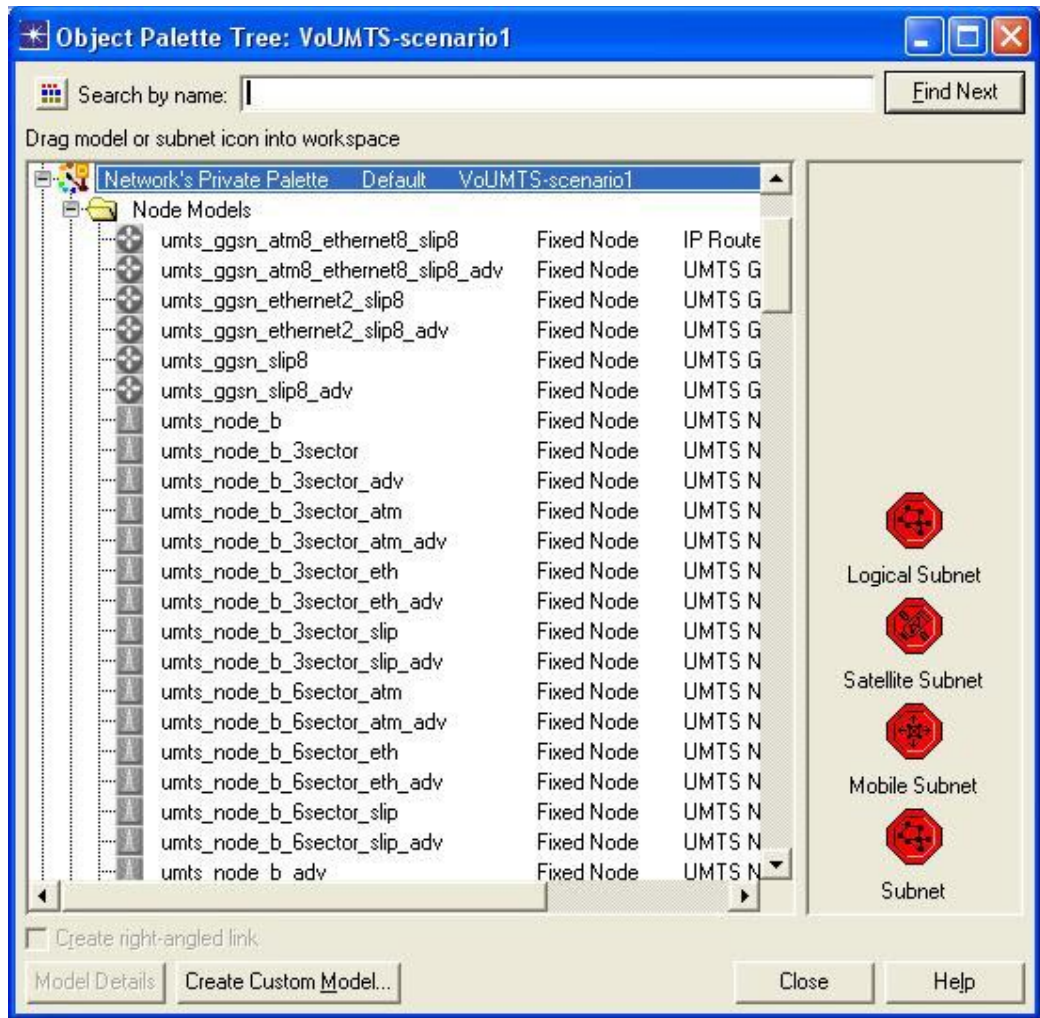 Object Palette Tree: VoUMTS-scenario1
Search by name:
Find Next
Drag model or subnet icon into workspace
Network's Private Palette Default VoUMTS-scenario1
Node Models
umts_ggsn_atm8_ethernet8_slip8 Fixed Node IP Route
umts_ggsn_atm8_ethernet8_slip8_adv Fixed Node UMTS G
umts_ggsn_ethernet2_slip8 Fixed Node UMTS G
umts_ggsn_ethernet2_slip8_adv Fixed Node UMTS G
umts_ggsn_slip8 Fixed Node UMTS G
umts_ggsn_slip8_adv Fixed Node UMTS G
umts_node_b Fixed Node UMTS N
umts_node_b_3sector Fixed Node UMTS N
umts_node_b_3sector_adv Fixed Node UMTS N
umts_node_b_3sector_atm Fixed Node UMTS N
umts_node_b_3sector_atm_adv Fixed Node UMTS N
umts_node_b_3sector_eth Fixed Node UMTS N
umts_node_b_3sector_eth_adv Fixed Node UMTS N
umts_node_b_3sector_slip Fixed Node UMTS N
umts_node_b_3sector_slip_adv Fixed Node UMTS N
umts_node_b_6sector_atm Fixed Node UMTS N
umts_node_b_6sector_atm_adv Fixed Node UMTS N
umts_node_b_6sector_eth Fixed Node UMTS N
umts_node_b_6sector_eth_adv Fixed Node UMTS N
umts_node_b_6sector_slip Fixed Node UMTS N
umts_node_b_6sector_slip_adv Fixed Node UMTS N
umts_node_b_adv Fixed Node UMTS N
Logical Subnet
Satellite Subnet
Mobile Subnet
Subnet
Create right-angled link
Model Details
Create Custom Model...
Close
Help